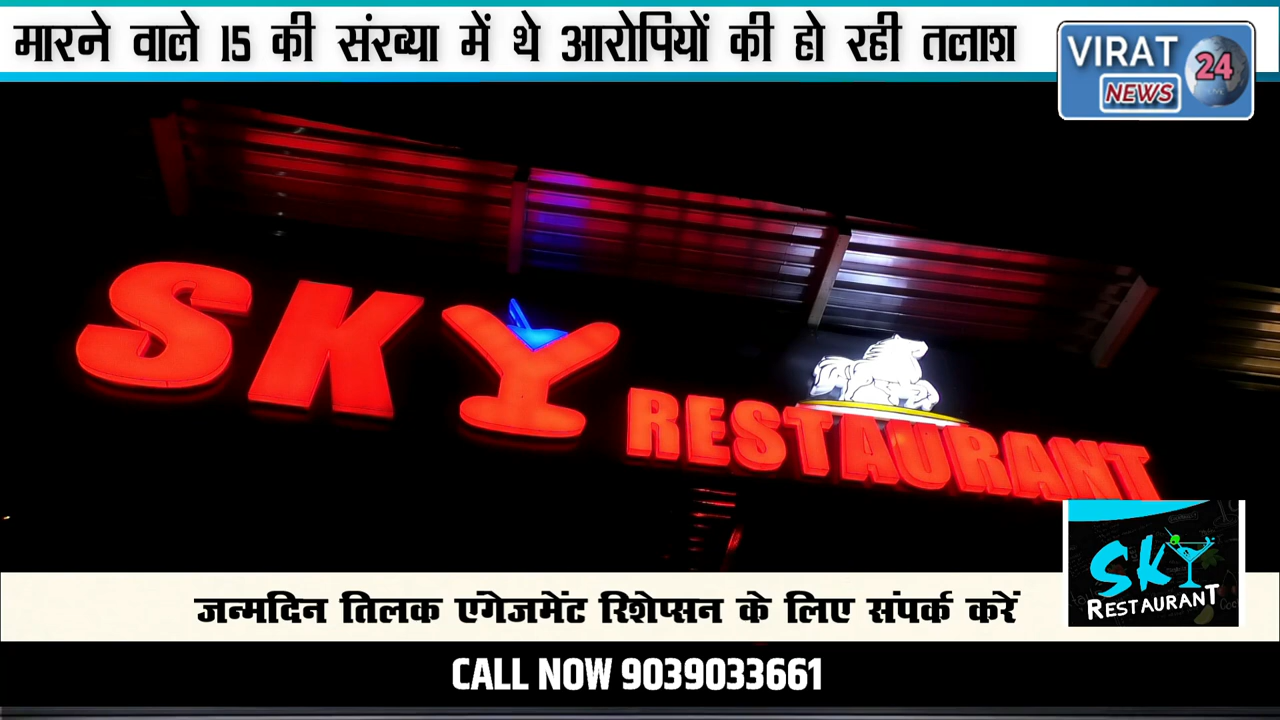 मारने वाले 15 की संख्या में थे आरोपियों की हो रही तलाश
VIRAT 24
NEWS
SKY RESTAURANT
SKY
RESTAURANT
जन्मदिन तिलक एंगेजमेंट रिशेप्सन के लिए संपर्क करें
CALL NOW 9039033661